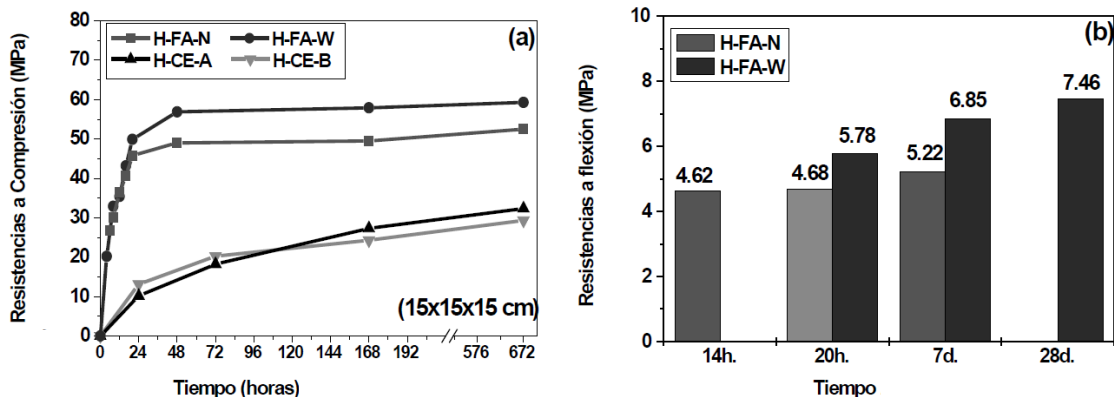 (a)
H-FA-N H-FA-W
H-CE-A H-CE-B
Resistencias a Compresión (MPa)
80
70
60
50
40
30
20
10
0
(15x15x15 cm)
0 24 48 72 96 120 144 168 192 576 672
Tiempo (horas)
(b)
H-FA-N
H-FA-W
Resistencias a flexión (MPa)
10
8
6
4
2
0
4.62
4.68
5.78
5.22
6.85
7.46
14h. 20h. 7d. 28d.
Tiempo